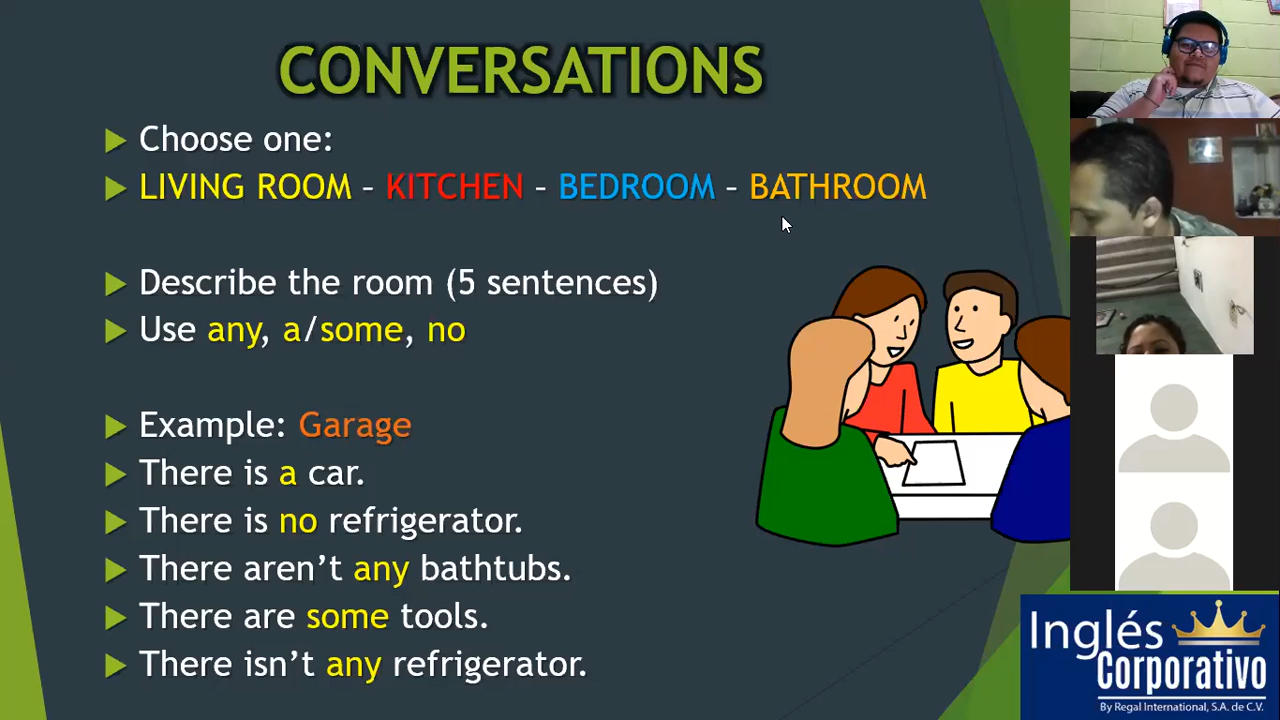 CONVERSATIONS
Choose one:
LIVING ROOM – KITCHEN – BEDROOM – BATHROOM
Describe the room (5 sentences)
Use any, a/some, no
Example: Garage
There is a car.
There is no refrigerator.
There aren't any bathtubs.
There are some tools.
There isn't any refrigerator.
Inglés
Corporativo
By Regal International, S.A. de C.V.